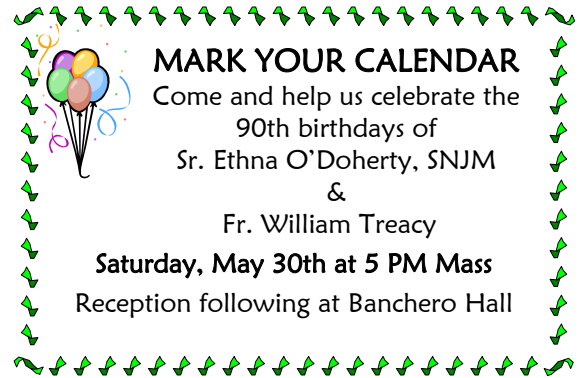 MARK YOUR CALENDAR
Come and help us celebrate the
90th birthdays of
Sr. Ethna O'Doherty, SNJM
&
Fr. William Treacy
Saturday, May 30th at 5 PM Mass
Reception following at Banchero Hall